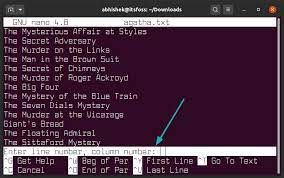 abhishek@itsfoss: ~/Downloads
GNU nano 4.8 agatha.txt
The Mysterious Affair at Styles
The Secret Adversary
The Murder on the Links
The Man in the Brown Suit
The Secret of Chimneys
The Murder of Roger Ackroyd
The Big Four
The Mystery of the Blue Train
The Seven Dials Mystery
The Murder at the Vicarage
Giant's Bread
The Floating Admiral
The Sittaford Mystery
Enter line number, column number:
^G Get Help ^W Beg of Par ^Y First Line ^T Go To Text
^C Cancel ^O End of Par ^V Last Line